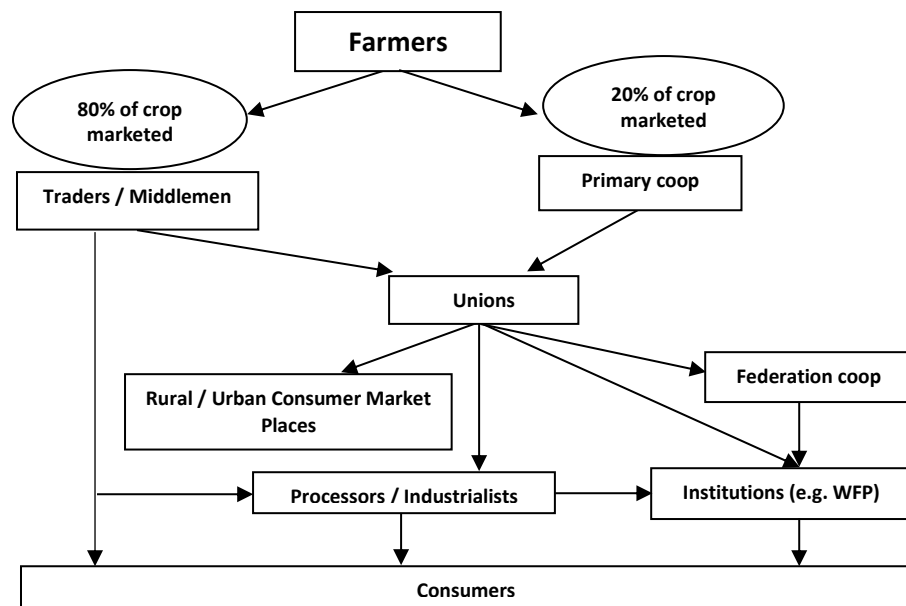 Farmers
80% of crop
marketed
20% of crop
marketed
Traders / Middlemen
Primary coop
Unions
Rural / Urban Consumer Market
Places
Federation coop
Processors / Industrialists
Institutions (e.g. WFP)
Consumers